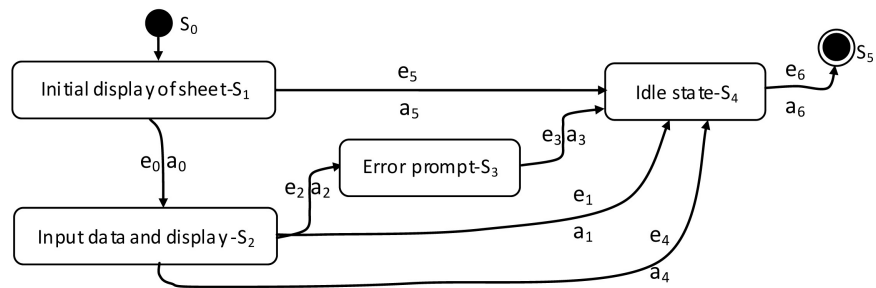 S₀
Initial display of sheet-S₁
e₅
a₅
Idle state-S₄
e₆
a₆
S₅
e₀ a₀
e₂ a₂
Error prompt-S₃
e₃ a₃
Input data and display -S₂
e₁
a₁
e₄
a₄